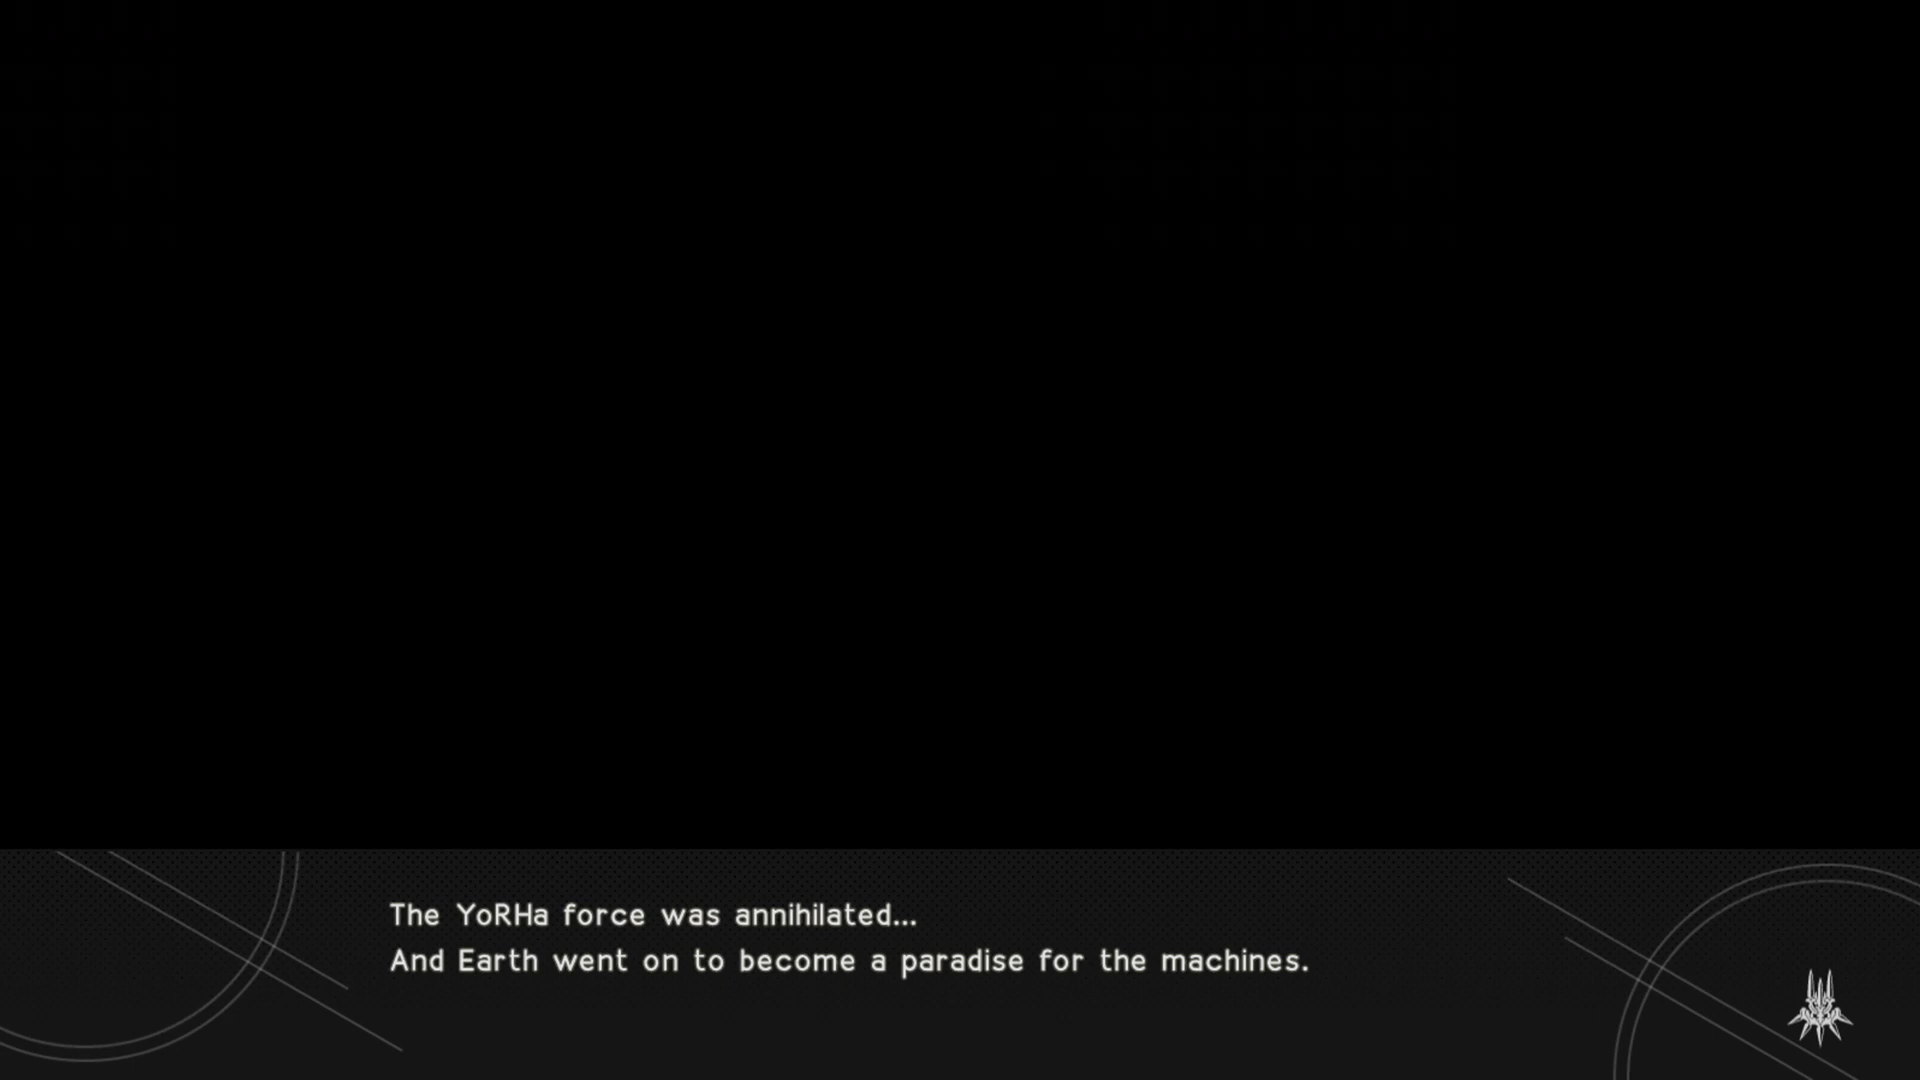 The YoRHa force was annihilated...
And Earth went on to become a paradise for the machines.